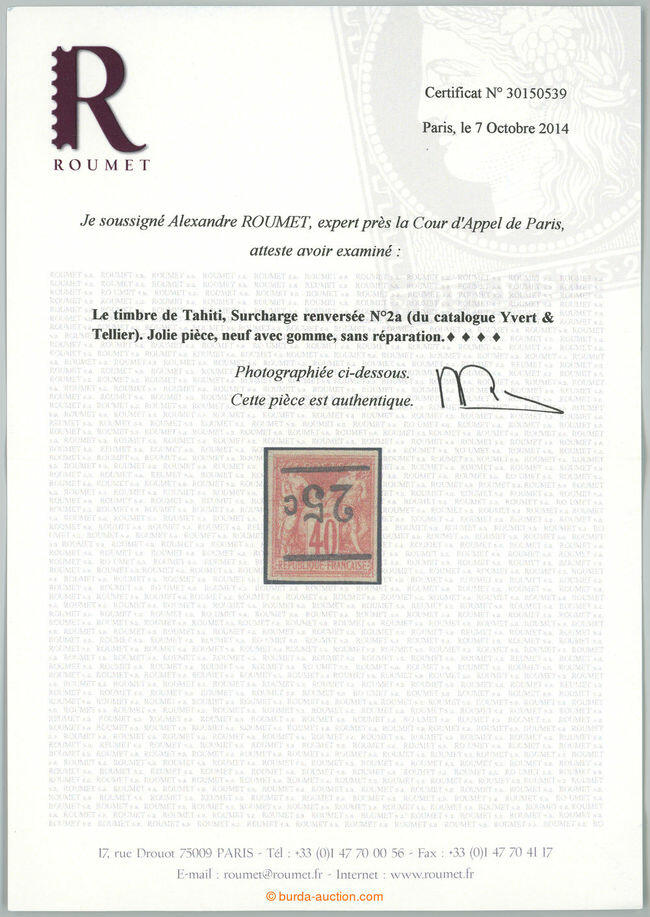 R
ROUMET
Certificat N° 30150539
Paris, le 7 Octobre 2014
Je soussigné Alexandre ROUMET, expert près la Cour d'Appel de Paris,
atteste avoir examiné :
Le timbre de Tahiti, Surcharge renversée N°2a (du catalogue Yvert &
Tellier). Jolie pièce, neuf avec gomme, sans réparation.♦ ♦ ♦ ♦
Photographiée ci-dessous.
Cette pièce est authentique.
25c
40
REPUBLIQUE FRANÇAISE
17, rue Drouot 75009 PARIS - Tél : +33 (0)1 47 70 00 56 - Fax : +33 (0)1 47 70 41 17
E-mail : roumet@roumet.fr - Internet : www.roumet.fr
© burda-auction.com